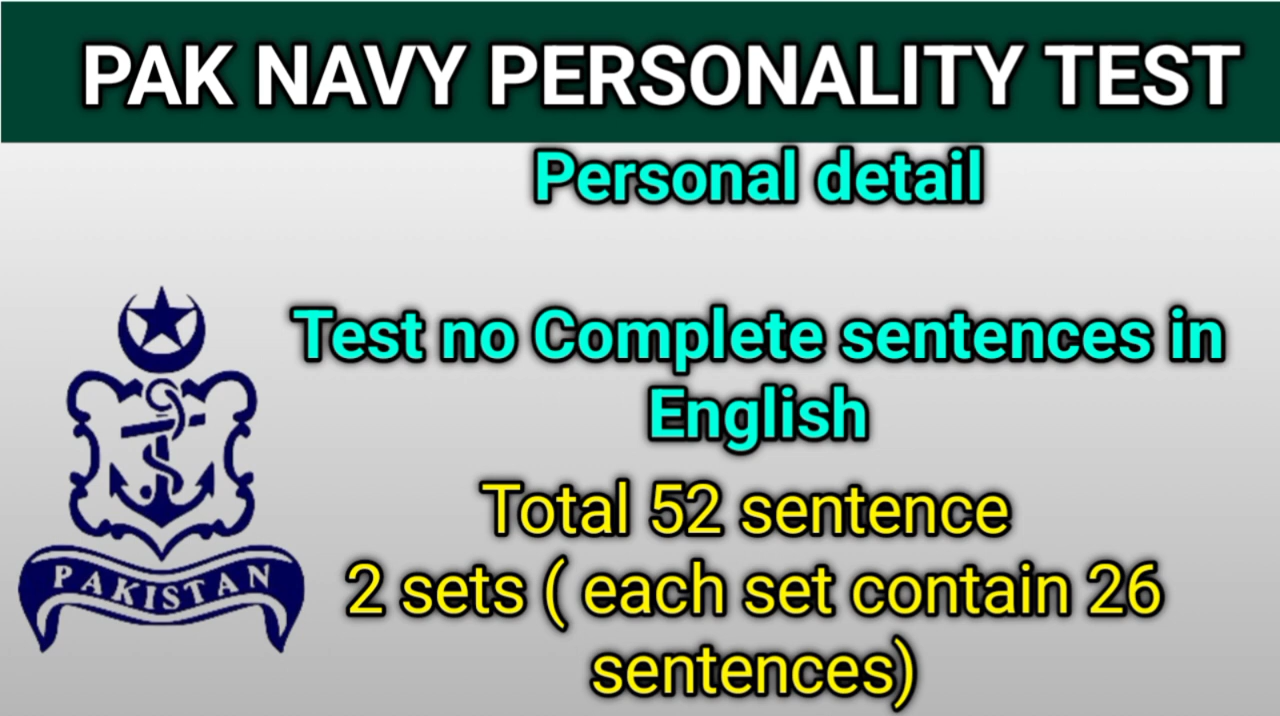 PAK NAVY PERSONALITY TEST
Personal detail
Test no Complete sentences in
English
Total 52 sentence
2 sets ( each set contain 26
sentences)
PAKISTAN